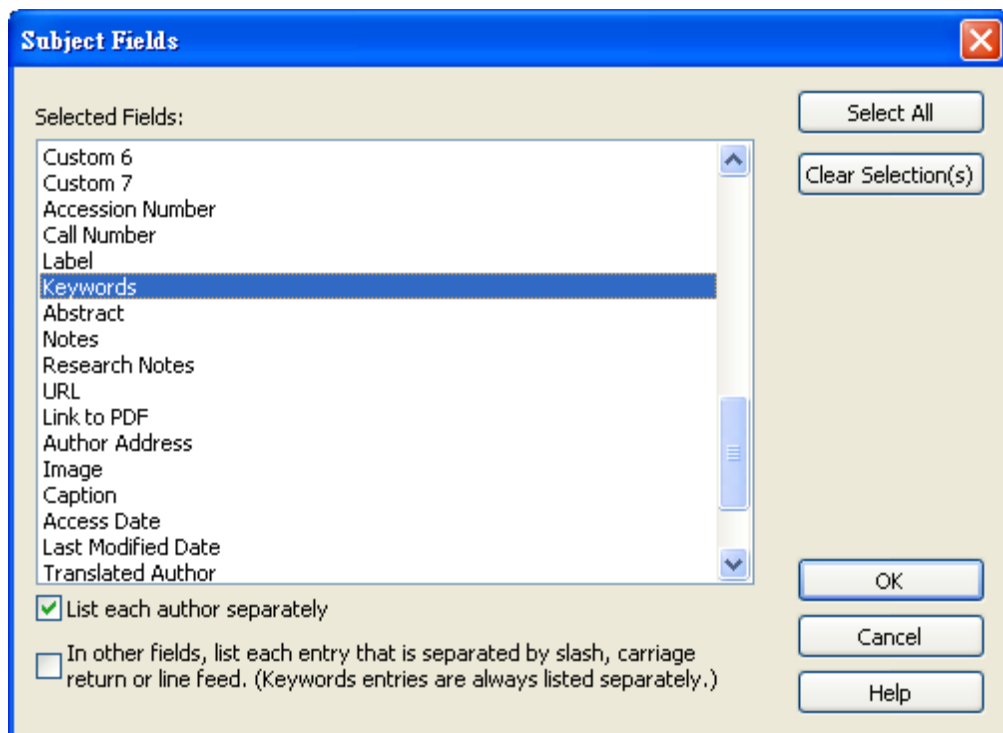 Subject Fields
Selected Fields:
Custom 6
Custom 7
Accession Number
Call Number
Label
Keywords
Abstract
Notes
Research Notes
URL
Link to PDF
Author Address
Image
Caption
Access Date
Last Modified Date
Translated Author
List each author separately
In other fields, list each entry that is separated by slash, carriage
return or line feed. (Keywords entries are always listed separately.)
Select All
Clear Selection(s)
OK
Cancel
Help